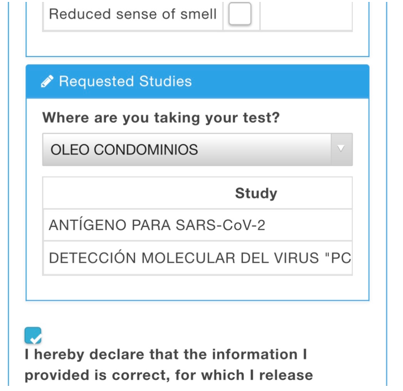 Reduced sense of smell
Requested Studies
Where are you taking your test?
OLEO CONDOMINIOS
Study
ANTÍGENO PARA SARS-CoV-2
DETECCIÓN MOLECULAR DEL VIRUS "PC
I hereby declare that the information I
provided is correct, for which I release